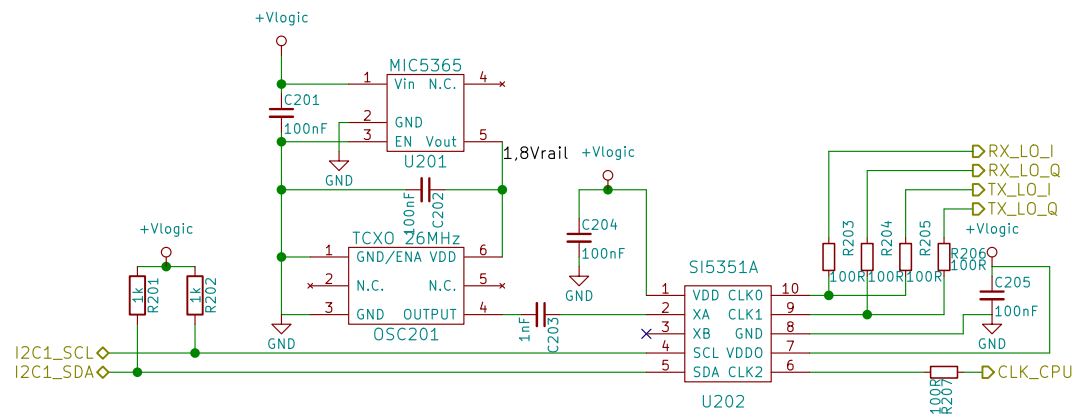 +Vlogic
MIC5365
1 Vin N.C. 4
C201
100nF
2 GND
3 EN Vout 5
U201
GND
1,8Vrail
+Vlogic
RX_LO_I
RX_LO_Q
TX_LO_I
TX_LO_Q
100nF
C202
+Vlogic
C204
100nF
R203
R204
R205
R206
+Vlogic
TCXO 26MHz
1 GND/ENA VDD 6
2 N.C. N.C. 5
3 GND OUTPUT 4
OSC201
100R
100R
100R
100R
SI5351A
C205
100nF
1k
R201
1k
R202
GND
GND
GND
1nF
C203
1 VDD CLK0 10
2 XA CLK1 9
3 XB GND 8
4 SCL VDDO 7
5 SDA CLK2 6
U202
I2C1_SCL
I2C1_SDA
CLK_CPU
100R
R207